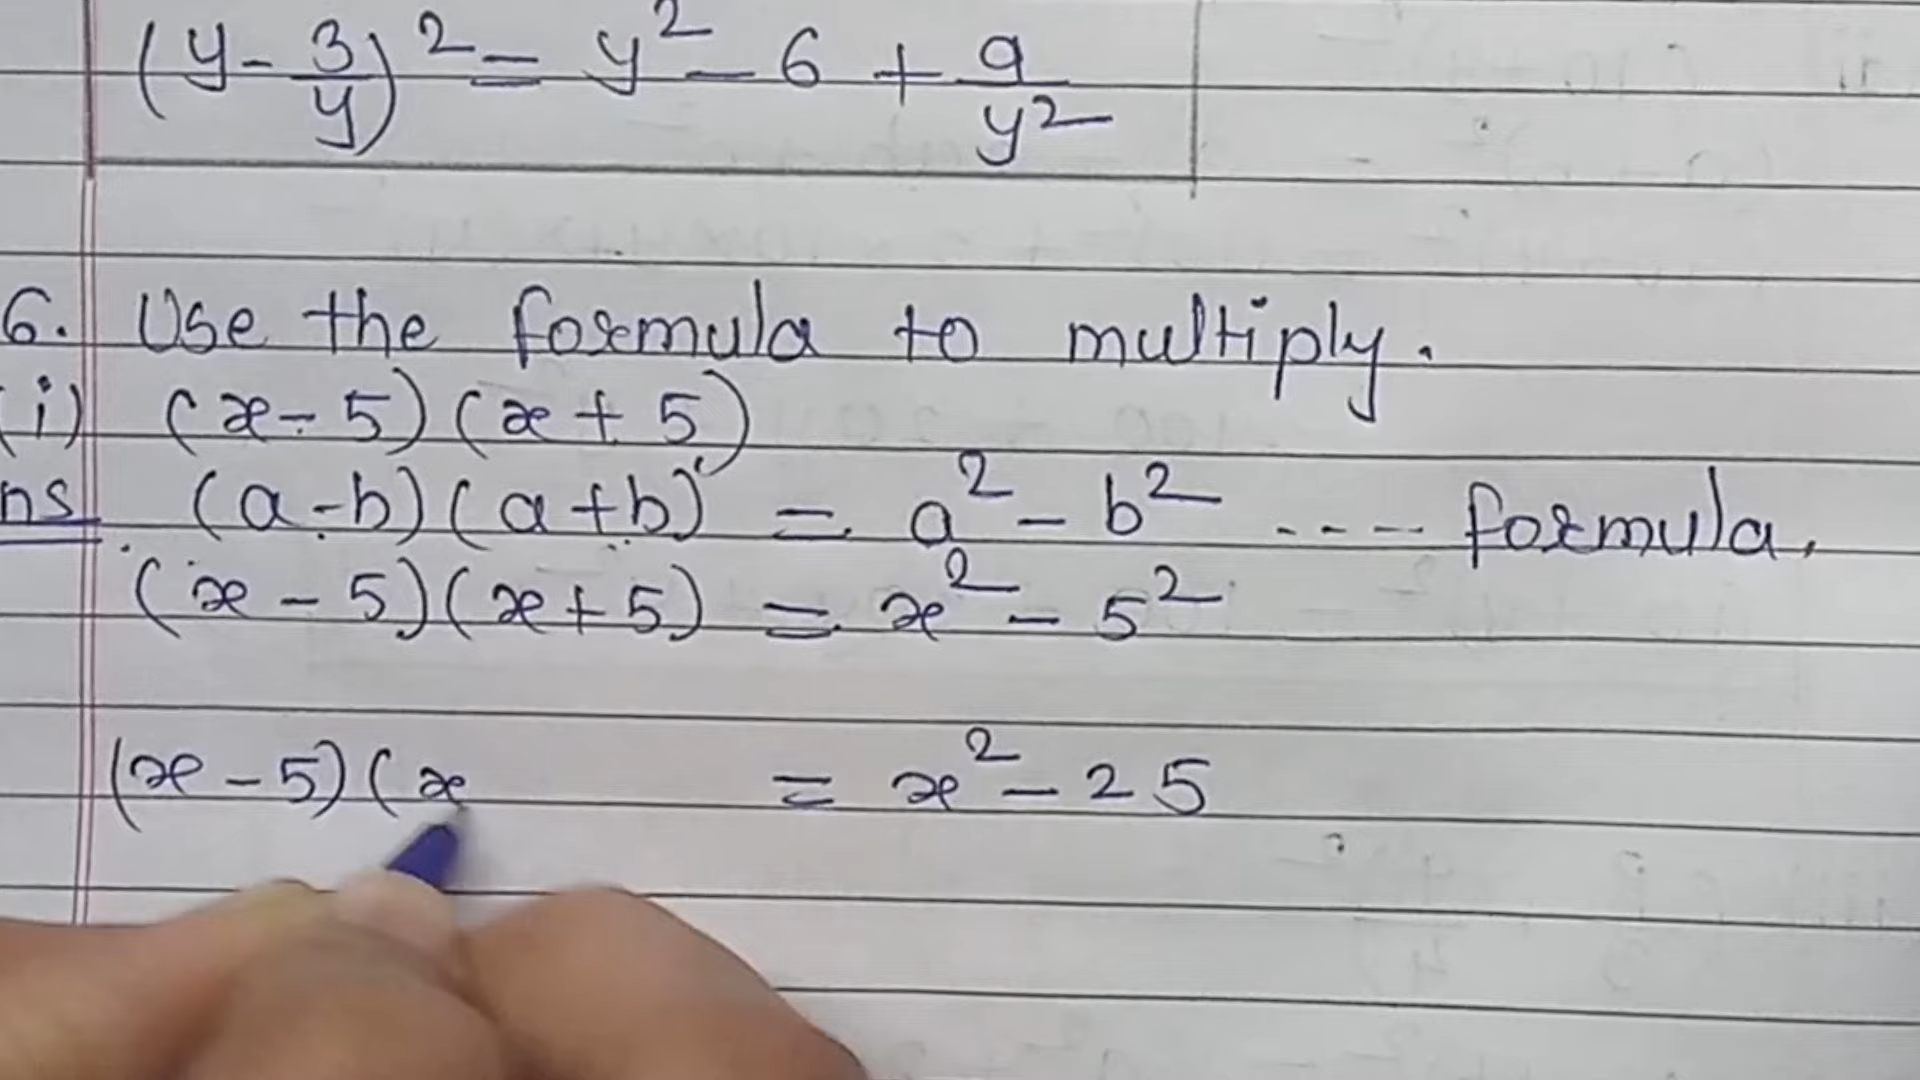 (y - 3/y)² = y² - 6 + 9/y²
6. Use the formula to multiply.
(i) (x - 5) (x + 5)
ns (a - b) (a + b) = a² - b² .... formula.
(x - 5) (x + 5) = x² - 5²
(x - 5) (x = x² - 25